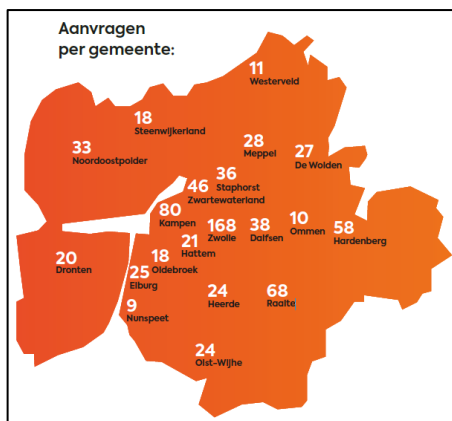 Aanvragen
per gemeente:
11
Westerveld
18
Steenwijkerland
33
Noordoostpolder
28
Meppel
27
De Wolden
36
Staphorst
46
Zwartewaterland
80
Kampen
168
Zwolle
38
Dalfsen
10
Ommen
58
Hardenberg
21
Hattem
20
Dronten
18
Oldebroek
25
Elburg
24
Heerde
68
Raalte
9
Nunspeet
24
Olst-Wijhe